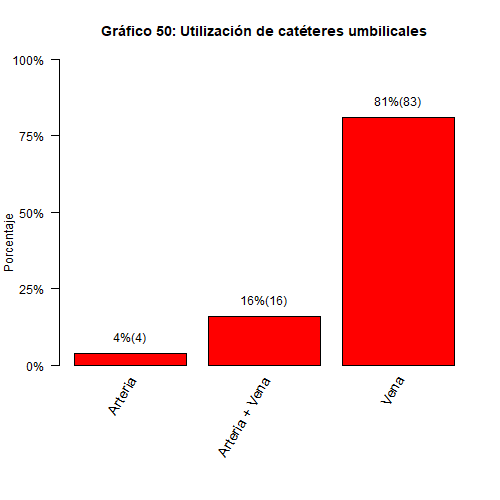 Gráfico 50: Utilización de catéteres umbilicales
100%
75%
50%
25%
0%
Porcentaje
4%(4)
16%(16)
81%(83)
Arteria
Arteria + Vena
Vena